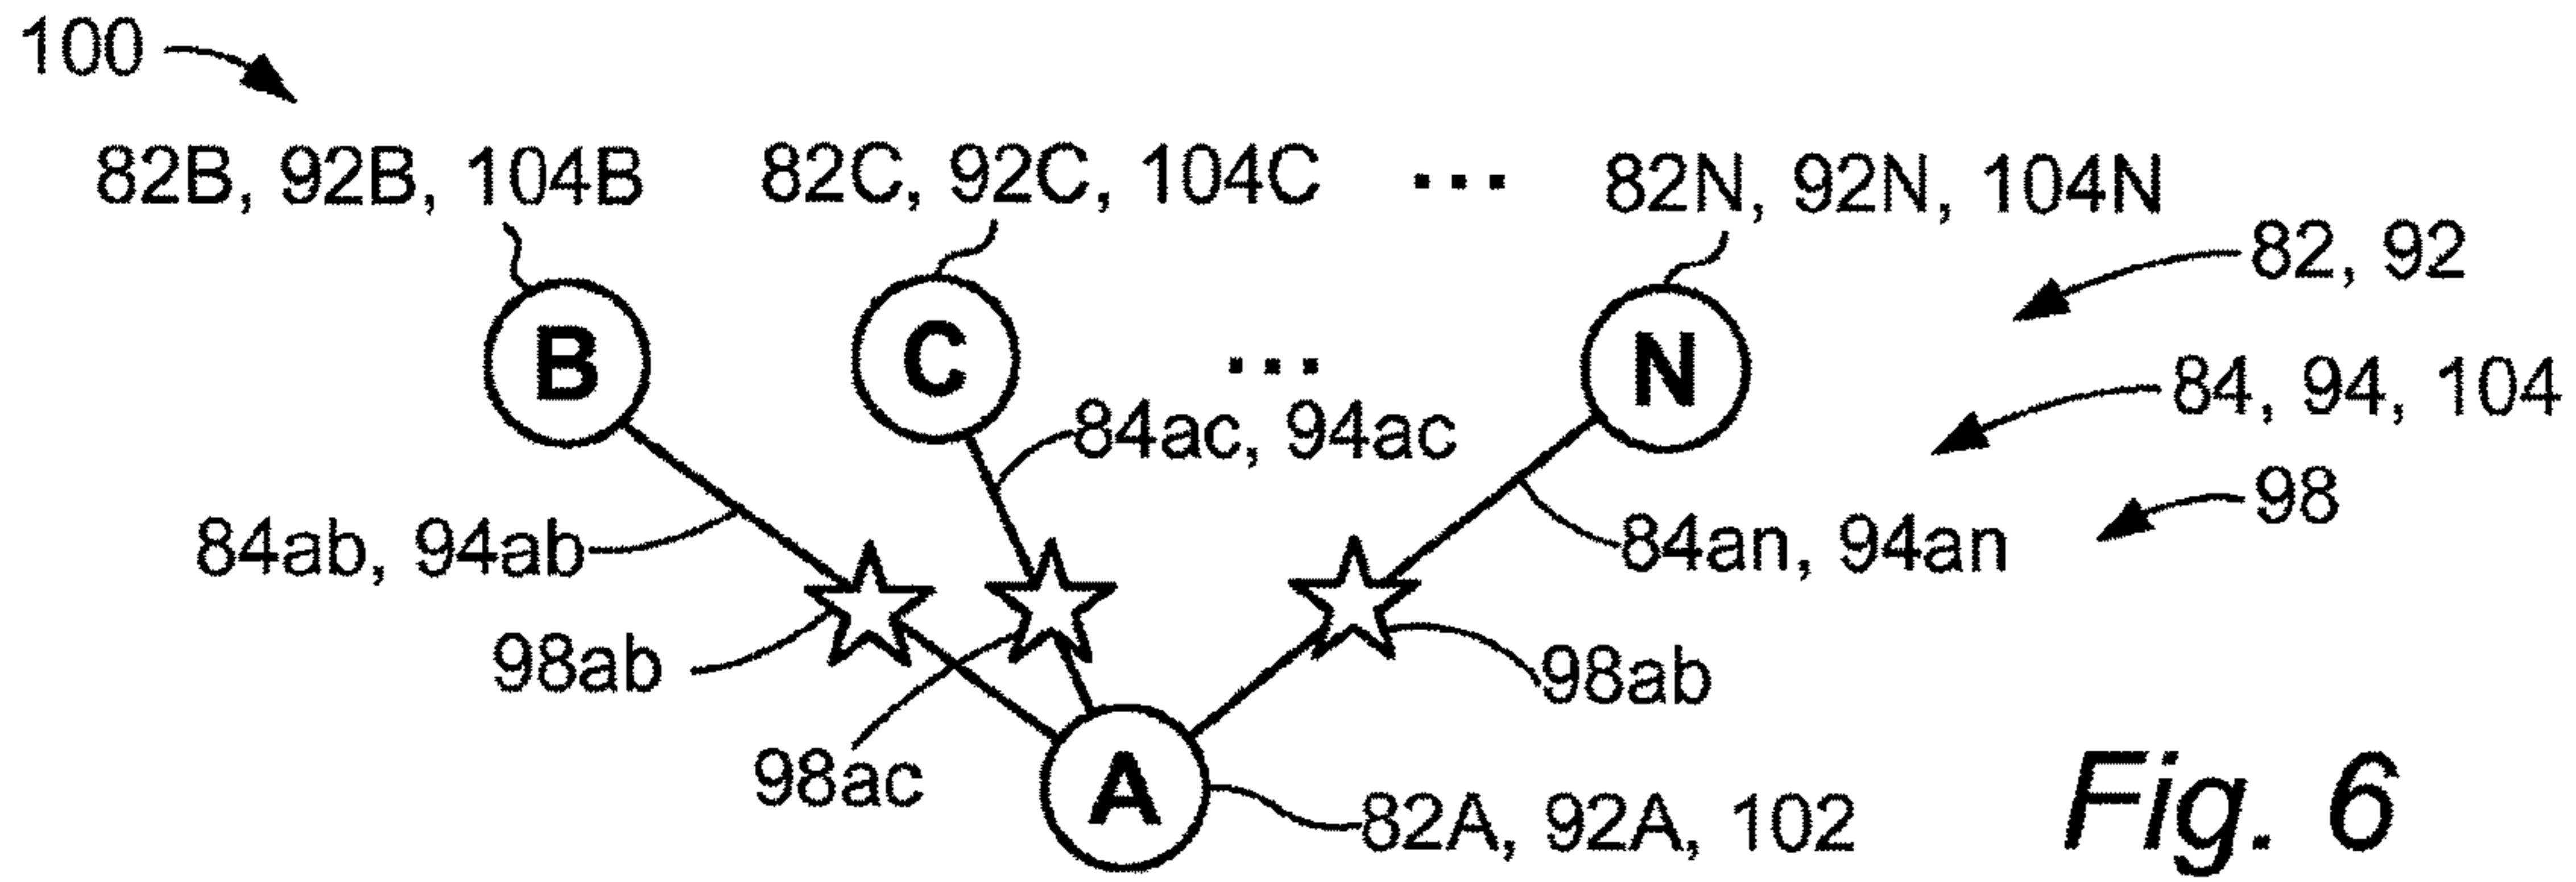 100
82B, 92B, 104B 82C, 92C, 104C ... 82N, 92N, 104N
82, 92
B C ... N
84, 94, 104
84ac, 94ac
98
84ab, 94ab 84an, 94an
98ab 98ab
98ac
A
82A, 92A, 102
Fig. 6